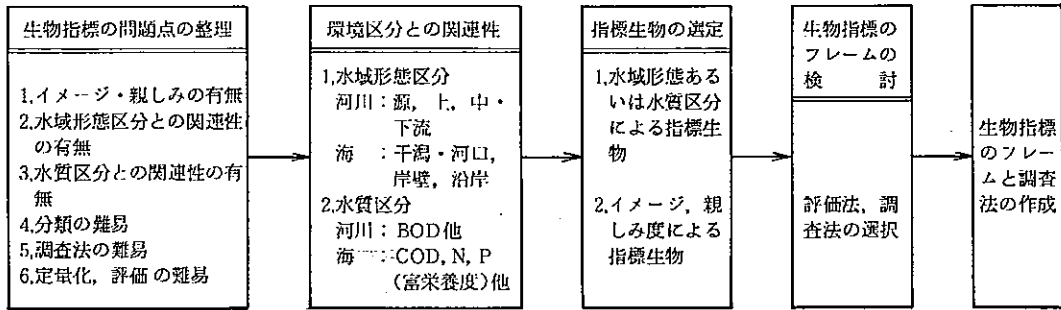 生物指標の問題点の整理
1.イメージ・親しみの有無
2.水域形態区分との関連性
の有無
3.水質区分との関連性の有
無
4.分類の難易
5.調査法の難易
6.定量化，評価の難易
環境区分との関連性
1.水域形態区分
河川：源，上，中・
下流
海　：干潟・河口，
岸壁，沿岸
2.水質区分
河川：BOD他
海　：COD, N, P
（富栄養度）他
指標生物の選定
1.水域形態ある
いは水質区分
による指標生
物
2.イメージ，親
しみ度による
指標生物
生物指標の
フレームの
検　　討
評価法，調
査法の選択
生物指標
のフレー
ムと調査
法の作成